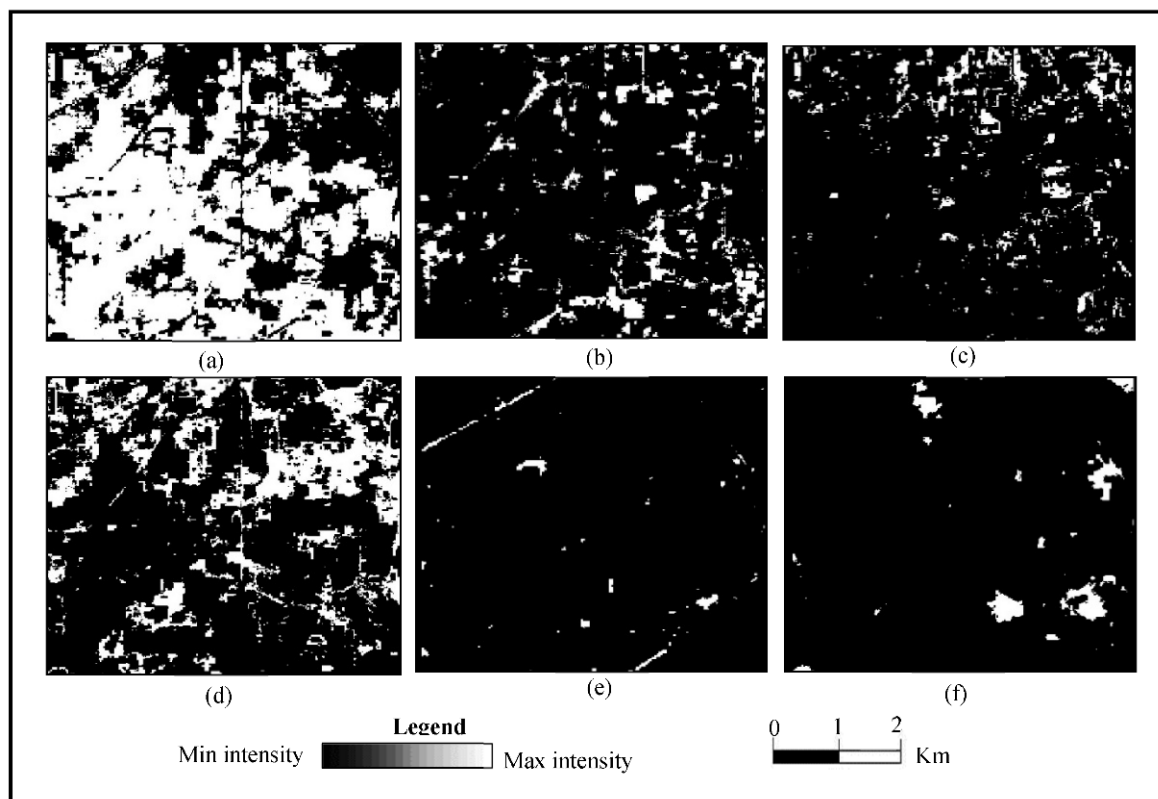 (a)
(b)
(c)
(d)
(e)
(f)
Legend
Min intensity
Max intensity
0 1 2
Km